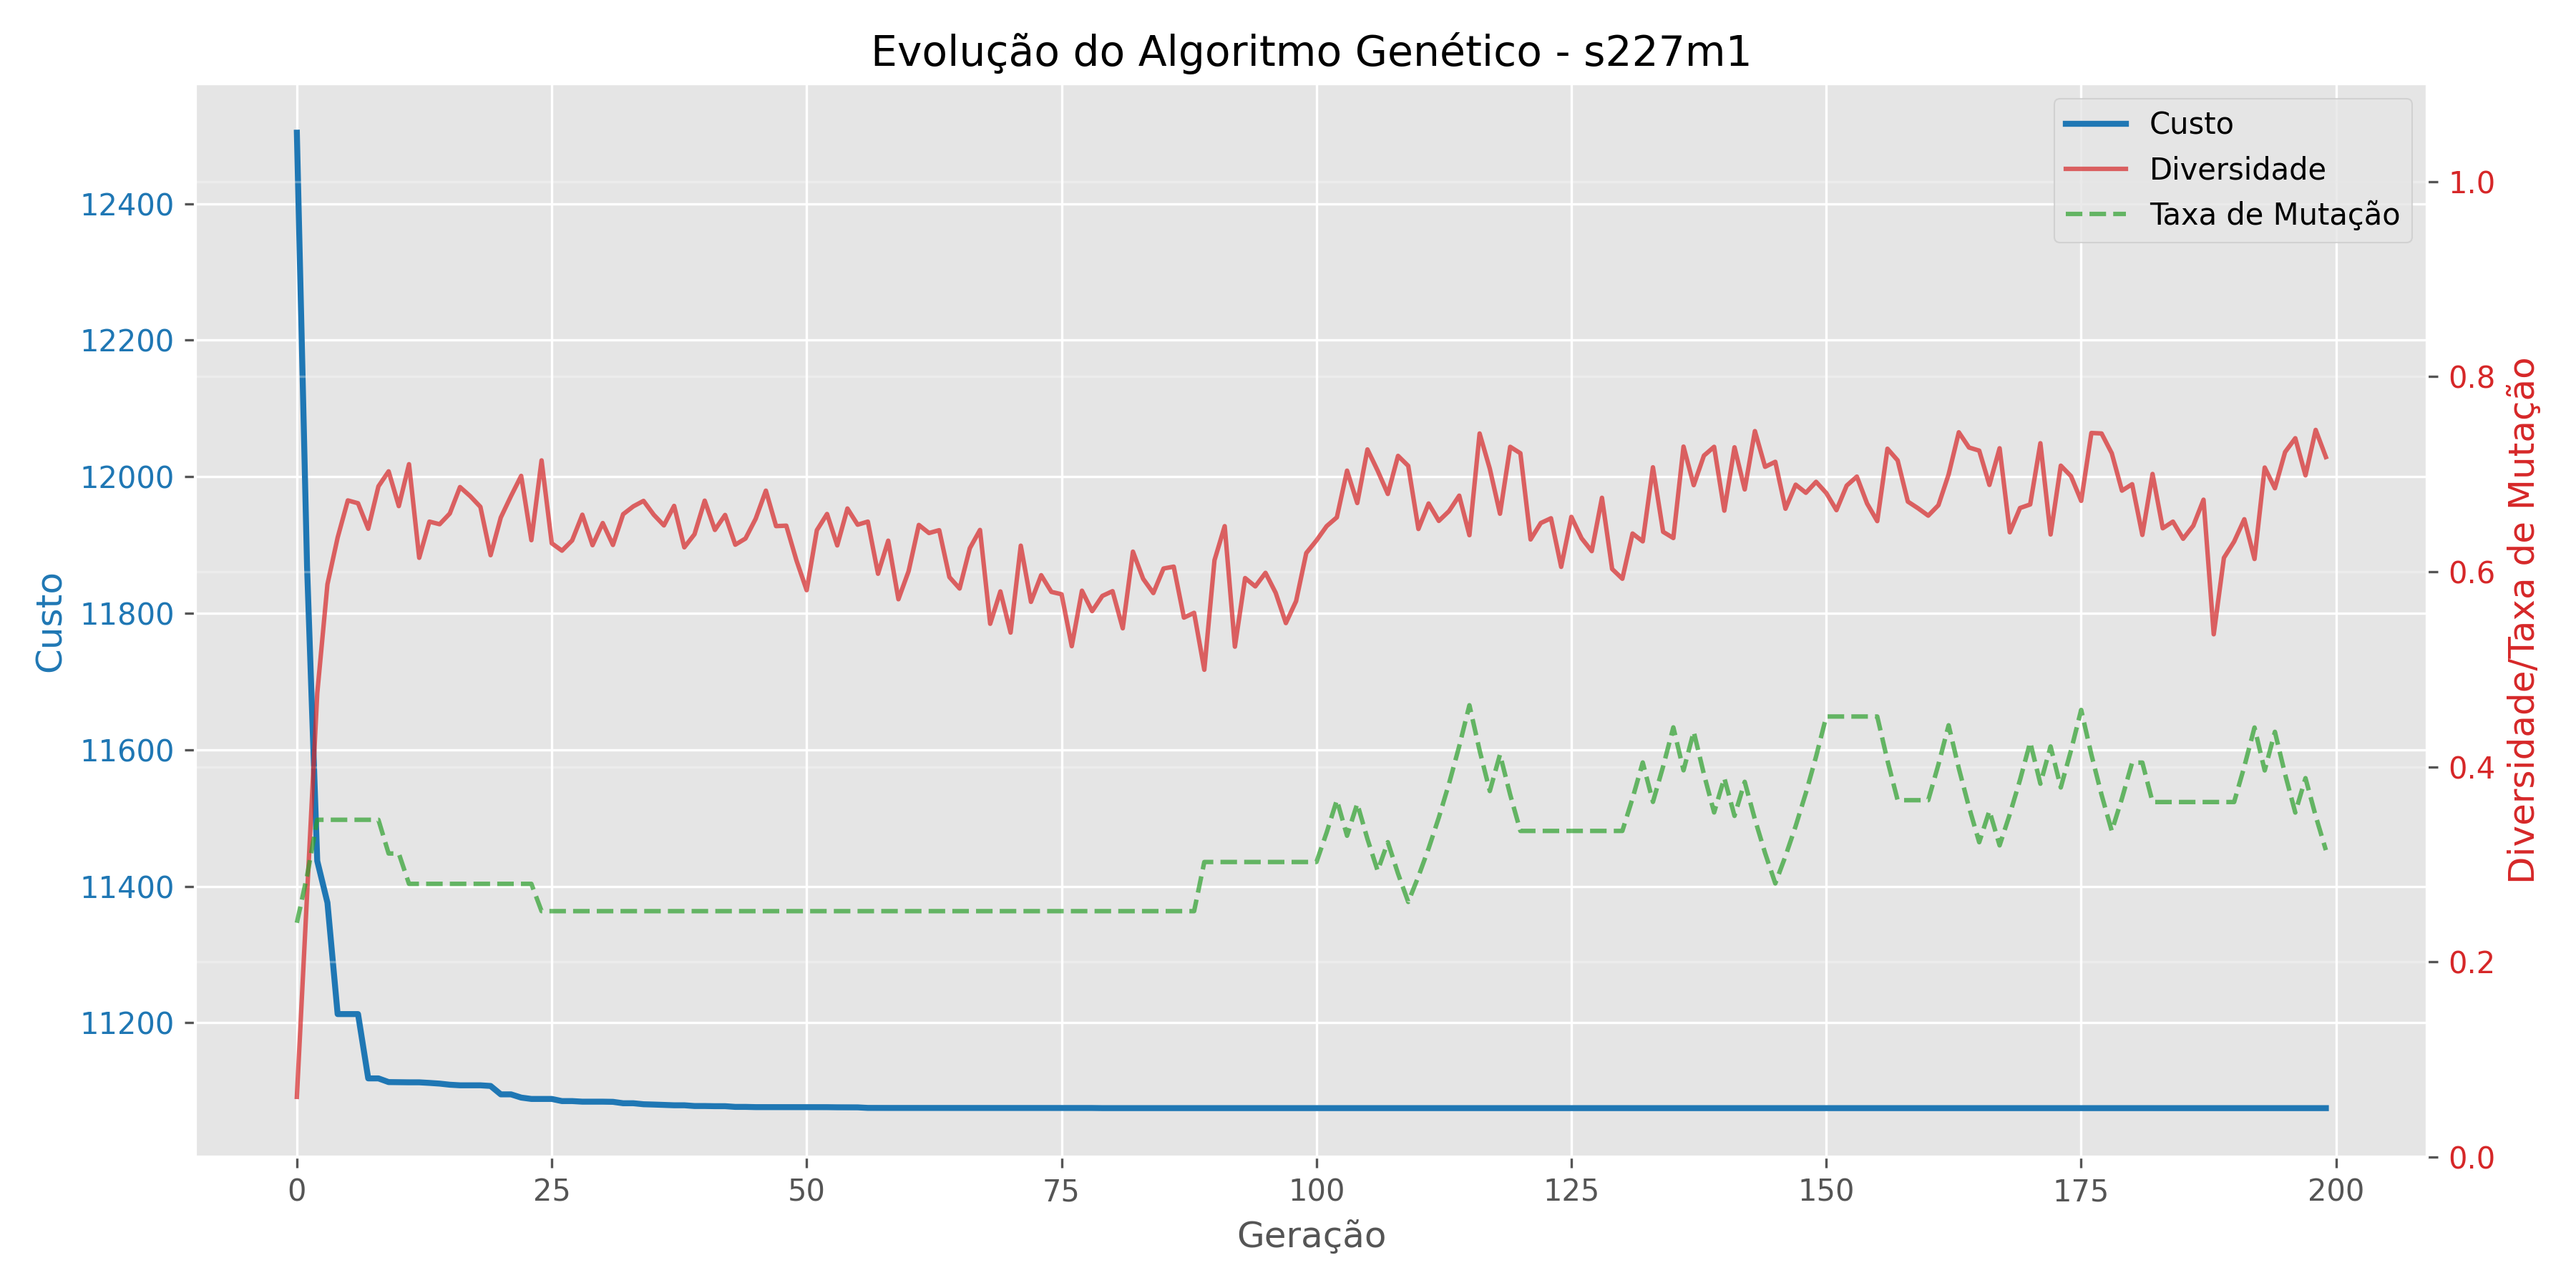 Evolução do Algoritmo Genético - s227m1
Custo
Diversidade
Taxa de Mutação
12400
12200
12000
11800
11600
11400
11200
Custo
1.0
0.8
0.6
0.4
0.2
0.0
Diversidade/Taxa de Mutação
0 25 50 75 100 125 150 175 200
Geração